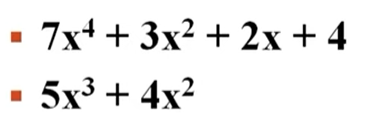 ▪ 7x⁴ + 3x² + 2x + 4
▪ 5x³ + 4x²